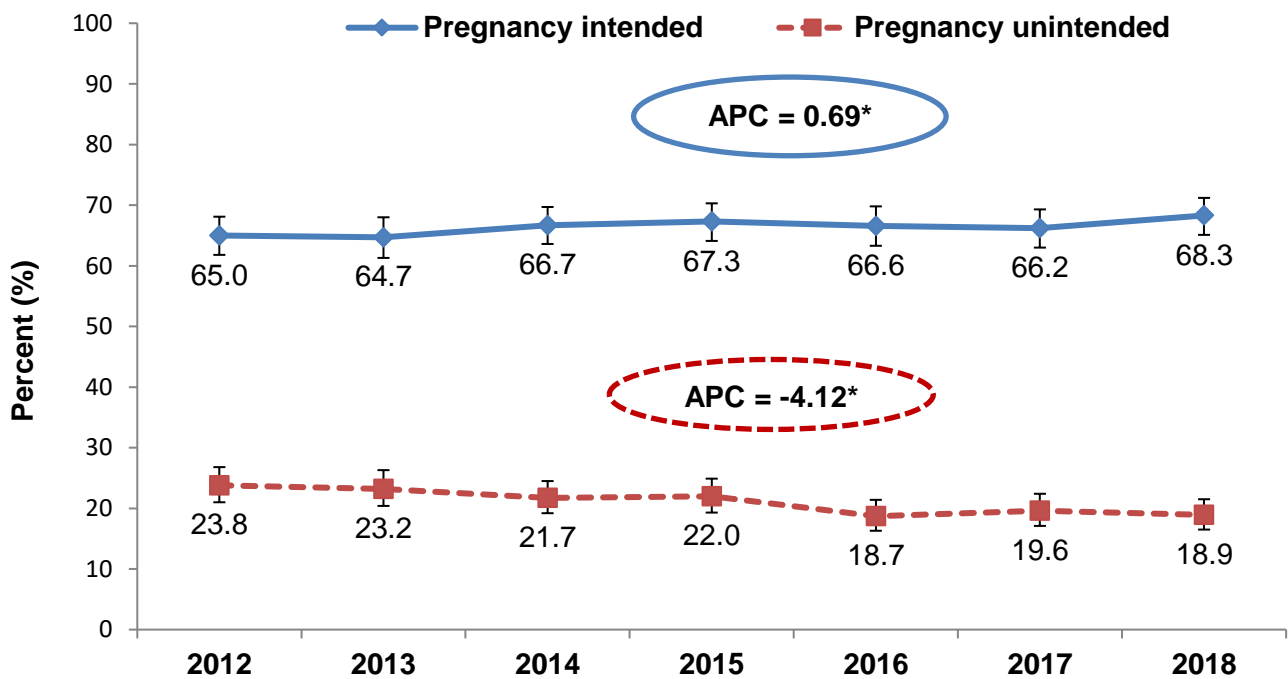 Pregnancy intended Pregnancy unintended
100
90
80
70
60
50
40
30
20
10
0
Percent (%)
APC = 0.69*
65.0 64.7 66.7 67.3 66.6 66.2 68.3
APC = -4.12*
23.8 23.2 21.7 22.0 18.7 19.6 18.9
2012 2013 2014 2015 2016 2017 2018